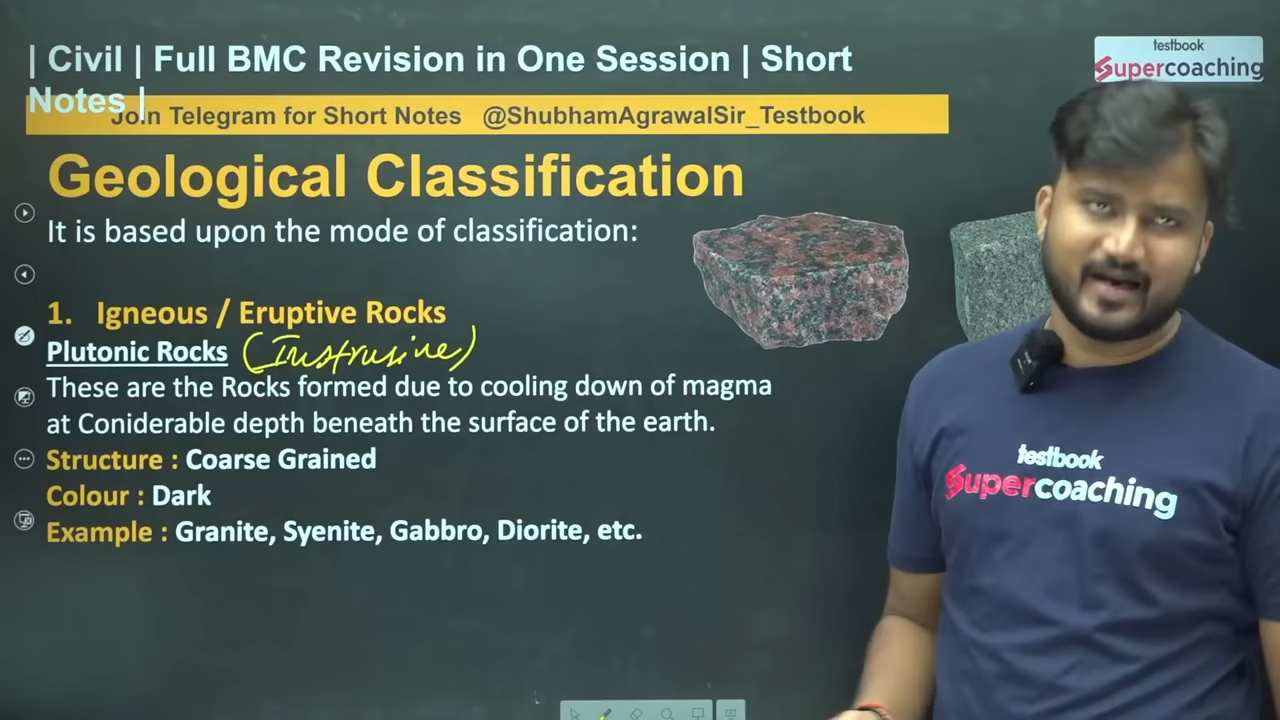 | Civil | Full BMC Revision in One Session | Short
Notes |
testbook
Supercoaching
Join Telegram for Short Notes @ShubhamAgrawalSir_Testbook
Geological Classification
It is based upon the mode of classification:
1. Igneous / Eruptive Rocks
Plutonic Rocks (Instrusive)
These are the Rocks formed due to cooling down of magma
at Coniderable depth beneath the surface of the earth.
Structure : Coarse Grained
Colour : Dark
Example : Granite, Syenite, Gabbro, Diorite, etc.
testbook
Supercoaching